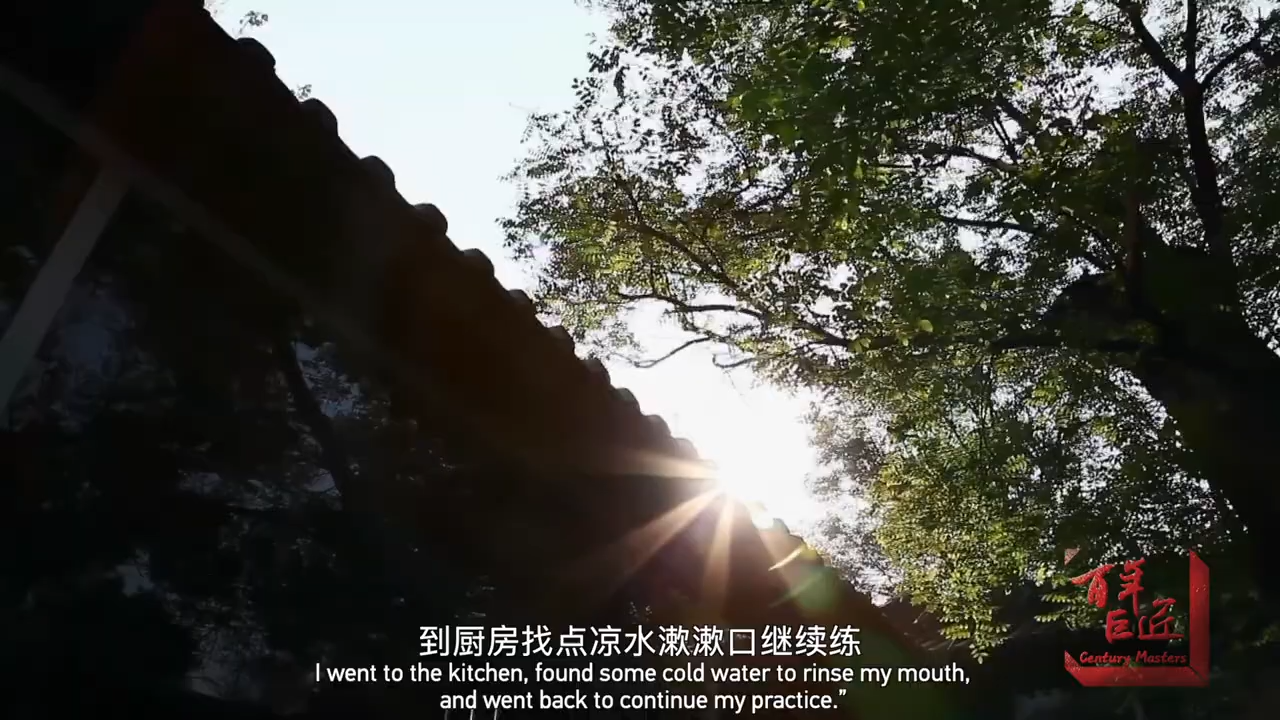 百年
巨匠
Century Masters
到厨房找点凉水漱漱口继续练
I went to the kitchen, found some cold water to rinse my mouth,
and went back to continue my practice.”